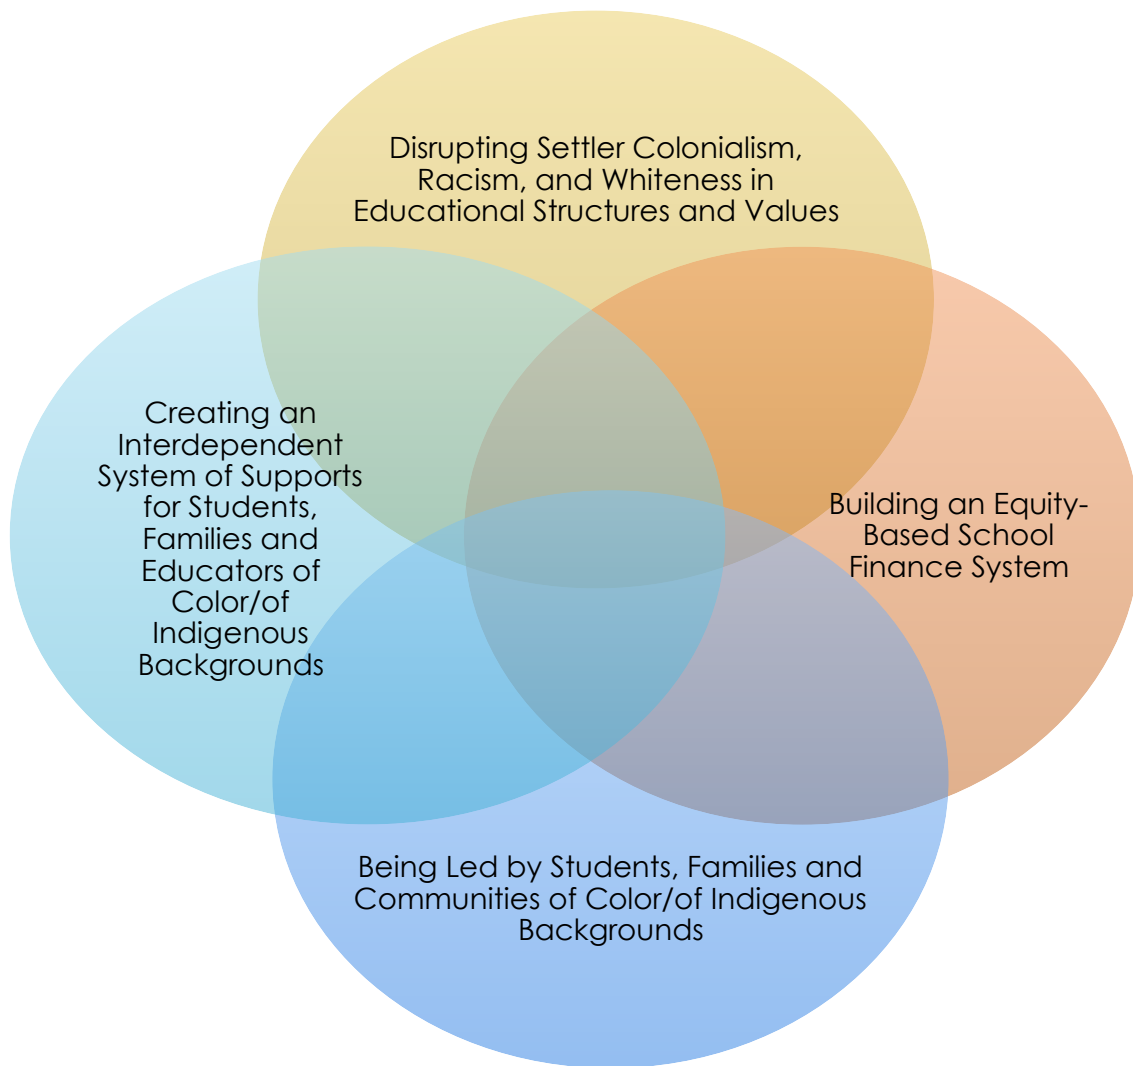 Disrupting Settler Colonialism,
Racism, and Whiteness in
Educational Structures and Values
Creating an
Interdependent
System of Supports
for Students,
Families and
Educators of
Color/of
Indigenous
Backgrounds
Building an Equity-
Based School
Finance System
Being Led by Students, Families and
Communities of Color/of Indigenous
Backgrounds